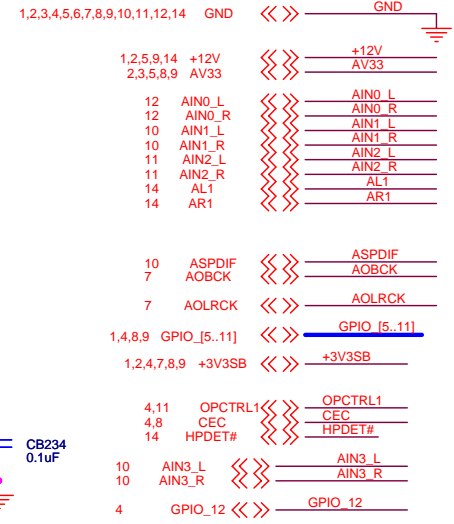 1,2,3,4,5,6,7,8,9,10,11,12,14 GND GND
1,2,5,9,14 +12V +12V
2,3,5,8,9 AV33 AV33
12 AIN0_L AIN0_L
12 AIN0_R AIN0_R
10 AIN1_L AIN1_L
10 AIN1_R AIN1_R
11 AIN2_L AIN2_L
11 AIN2_R AIN2_R
14 AL1 AL1
14 AR1 AR1
10 ASPDIF ASPDIF
7 AOBCK AOBCK
7 AOLRCK AOLRCK
1,4,8,9 GPIO_[5..11] GPIO_[5..11]
1,2,4,7,8,9 +3V3SB +3V3SB
4,11 OPCTRL1 OPCTRL1
4,8 CEC CEC
14 HPDET# HPDET#
CB234
0.1uF
10 AIN3_L AIN3_L
10 AIN3_R AIN3_R
4 GPIO_12 GPIO_12